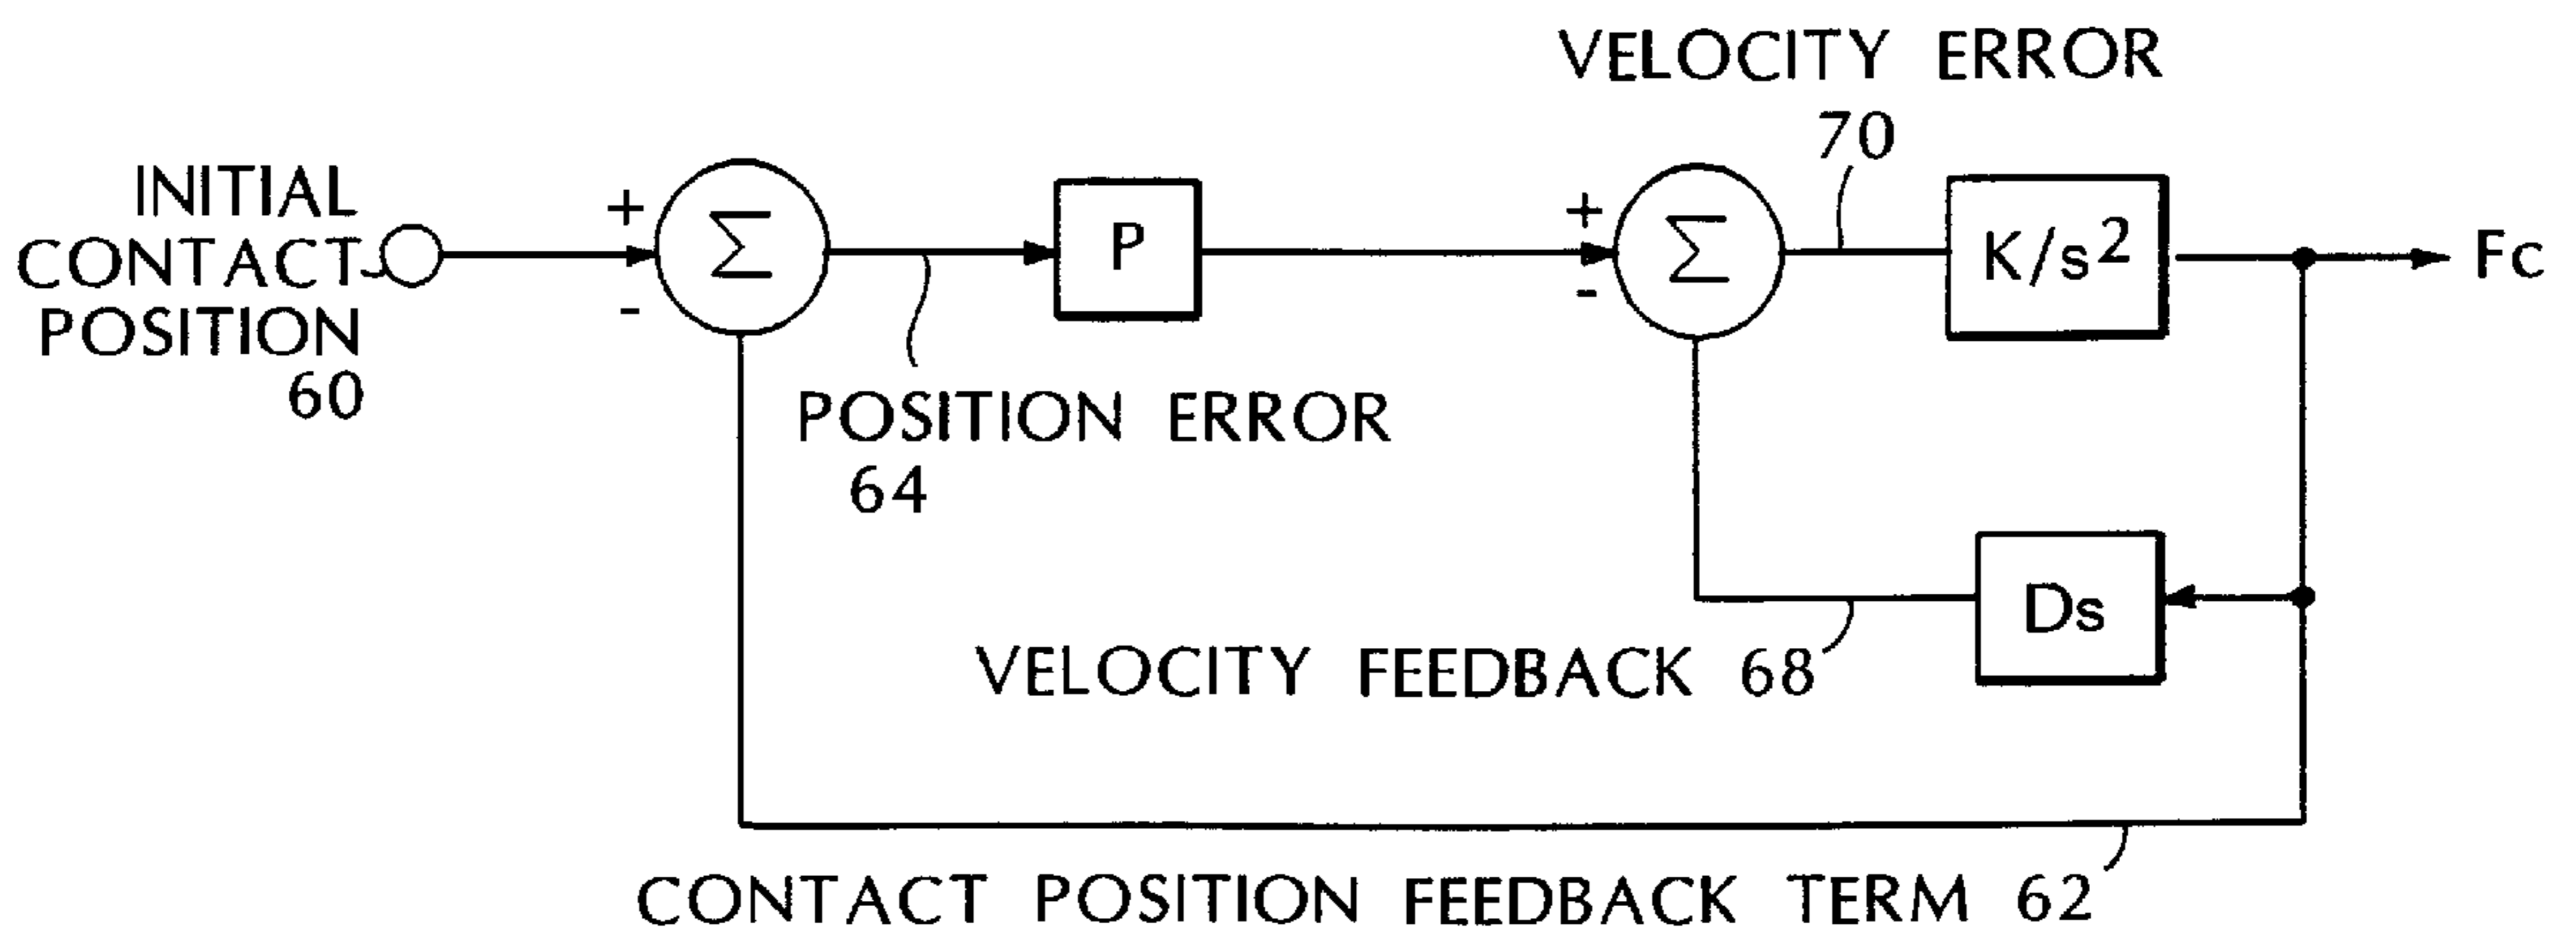 VELOCITY ERROR
70
INITIAL
CONTACT
POSITION
60
+
-
Σ
P
+
-
Σ
K/s²
Fc
POSITION ERROR
64
Ds
VELOCITY FEEDBACK 68
CONTACT POSITION FEEDBACK TERM 62